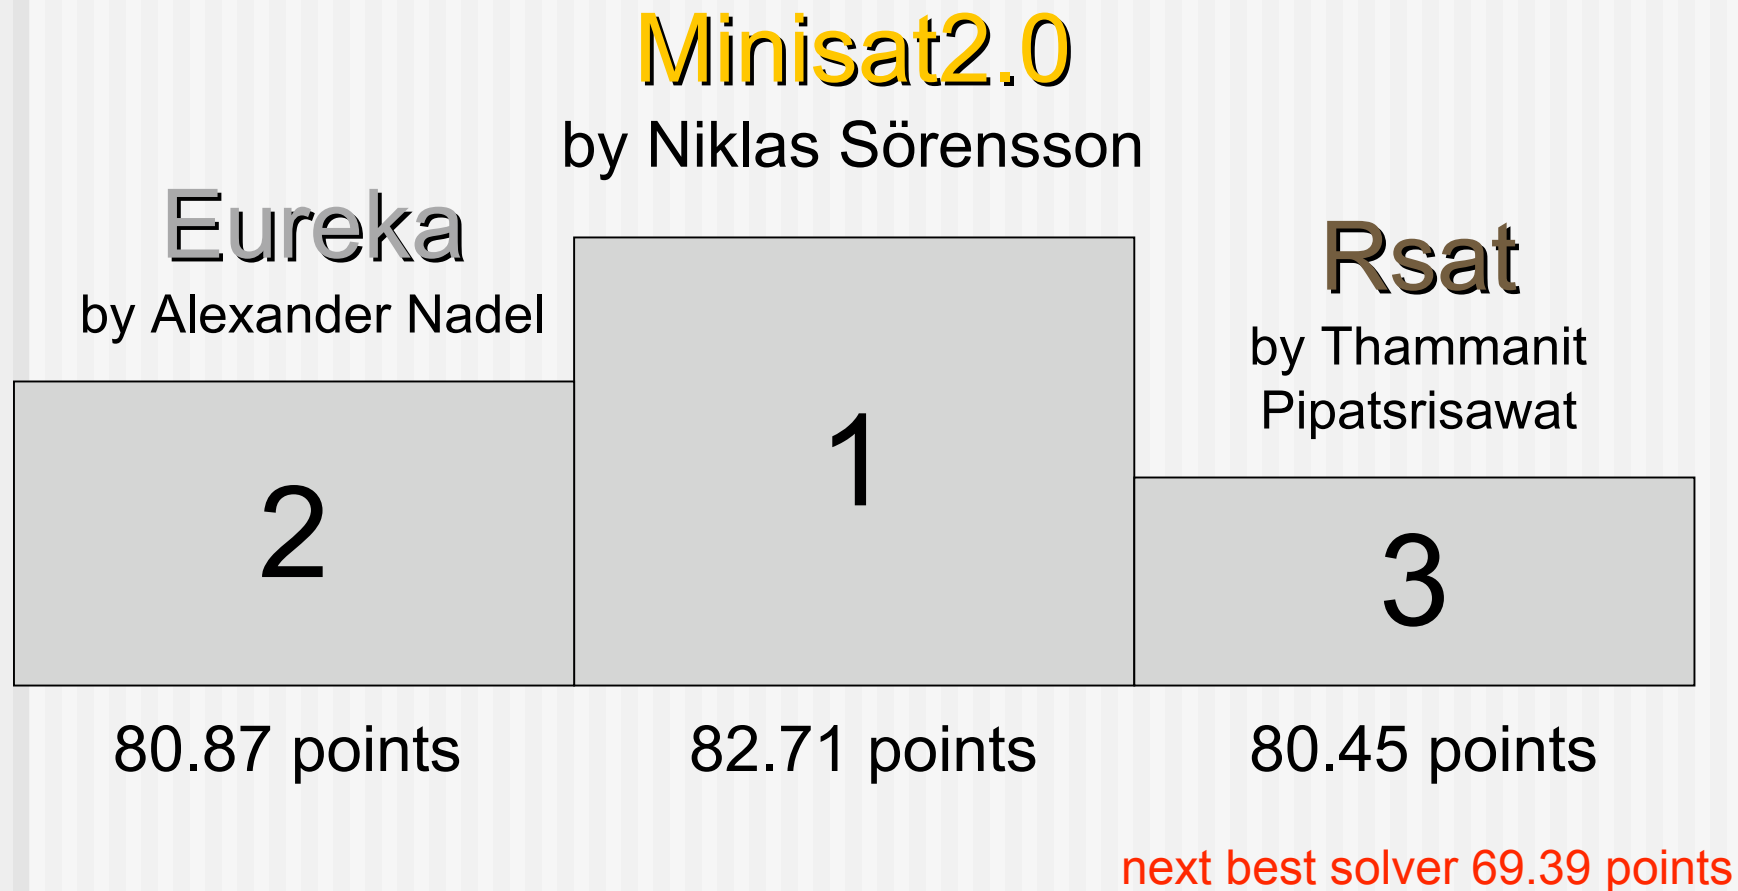 Minisat2.0
by Niklas Sörensson
Eureka
by Alexander Nadel
Rsat
by Thammanit
Pipatsrisawat
2
1
3
80.87 points
82.71 points
80.45 points
next best solver 69.39 points